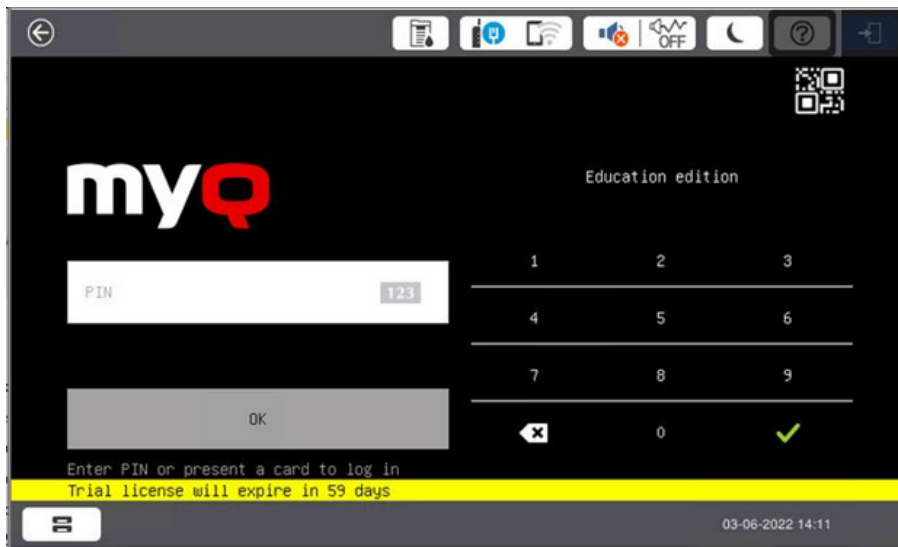 OFF
myQ
Education edition
PIN
123
1 2 3
4 5 6
7 8 9
0
OK
Enter PIN or present a card to log in
Trial license will expire in 59 days
03-06-2022 14:11